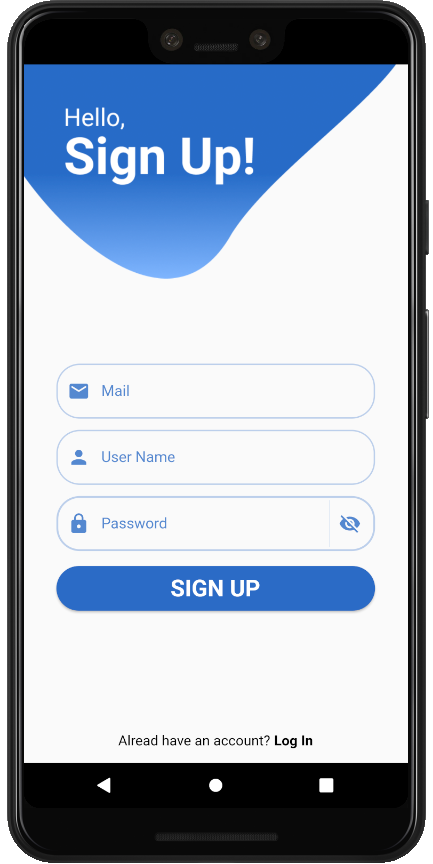 Hello,
Sign Up!
Mail
User Name
Password
SIGN UP
Alread have an account? Log In